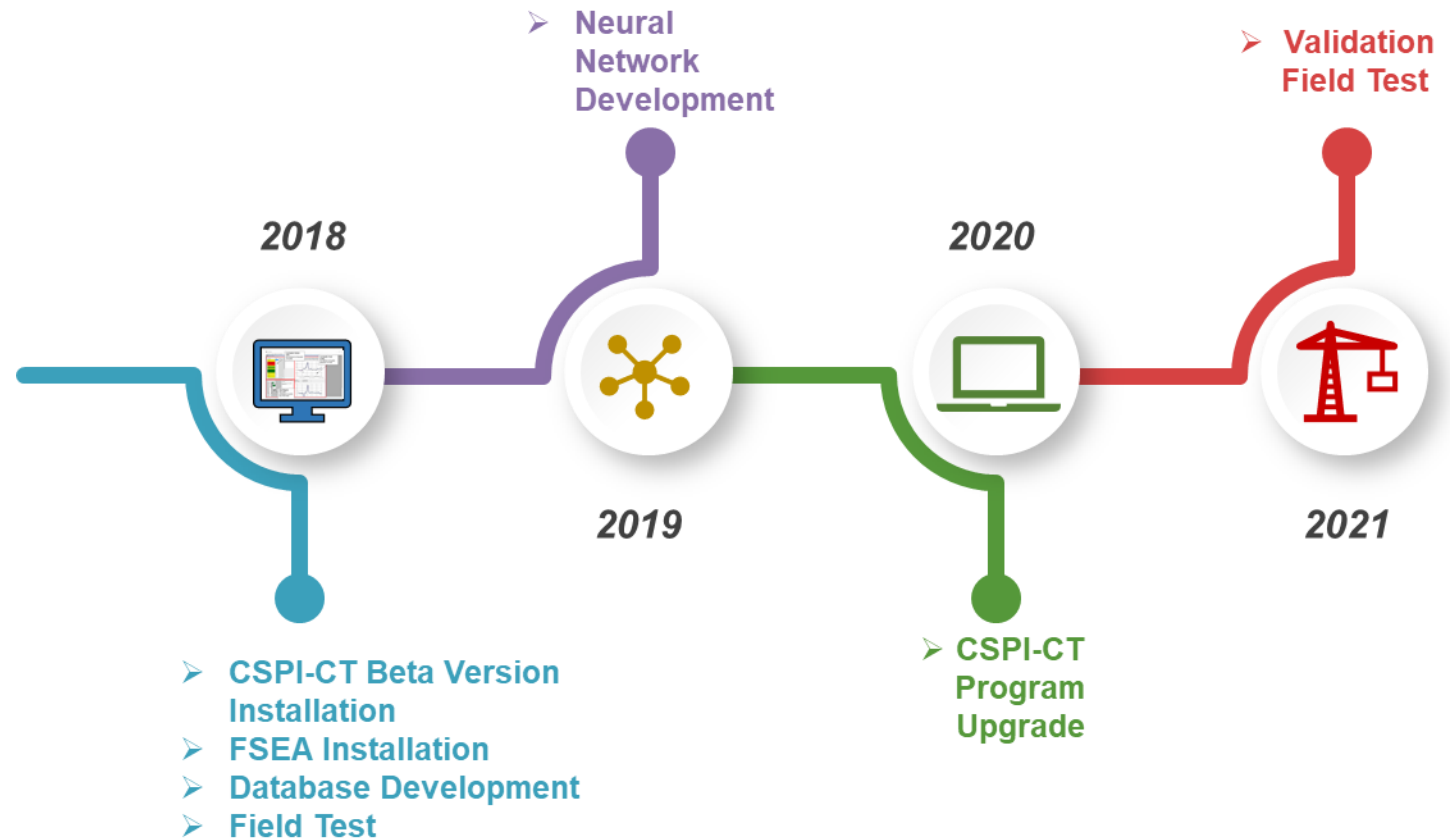 ➢ Neural
Network
Development
➢ Validation
Field Test
2018
2020
2019
2021
➢ CSPI-CT Beta Version
Installation
➢ FSEA Installation
➢ Database Development
➢ Field Test
➢ CSPI-CT
Program
Upgrade